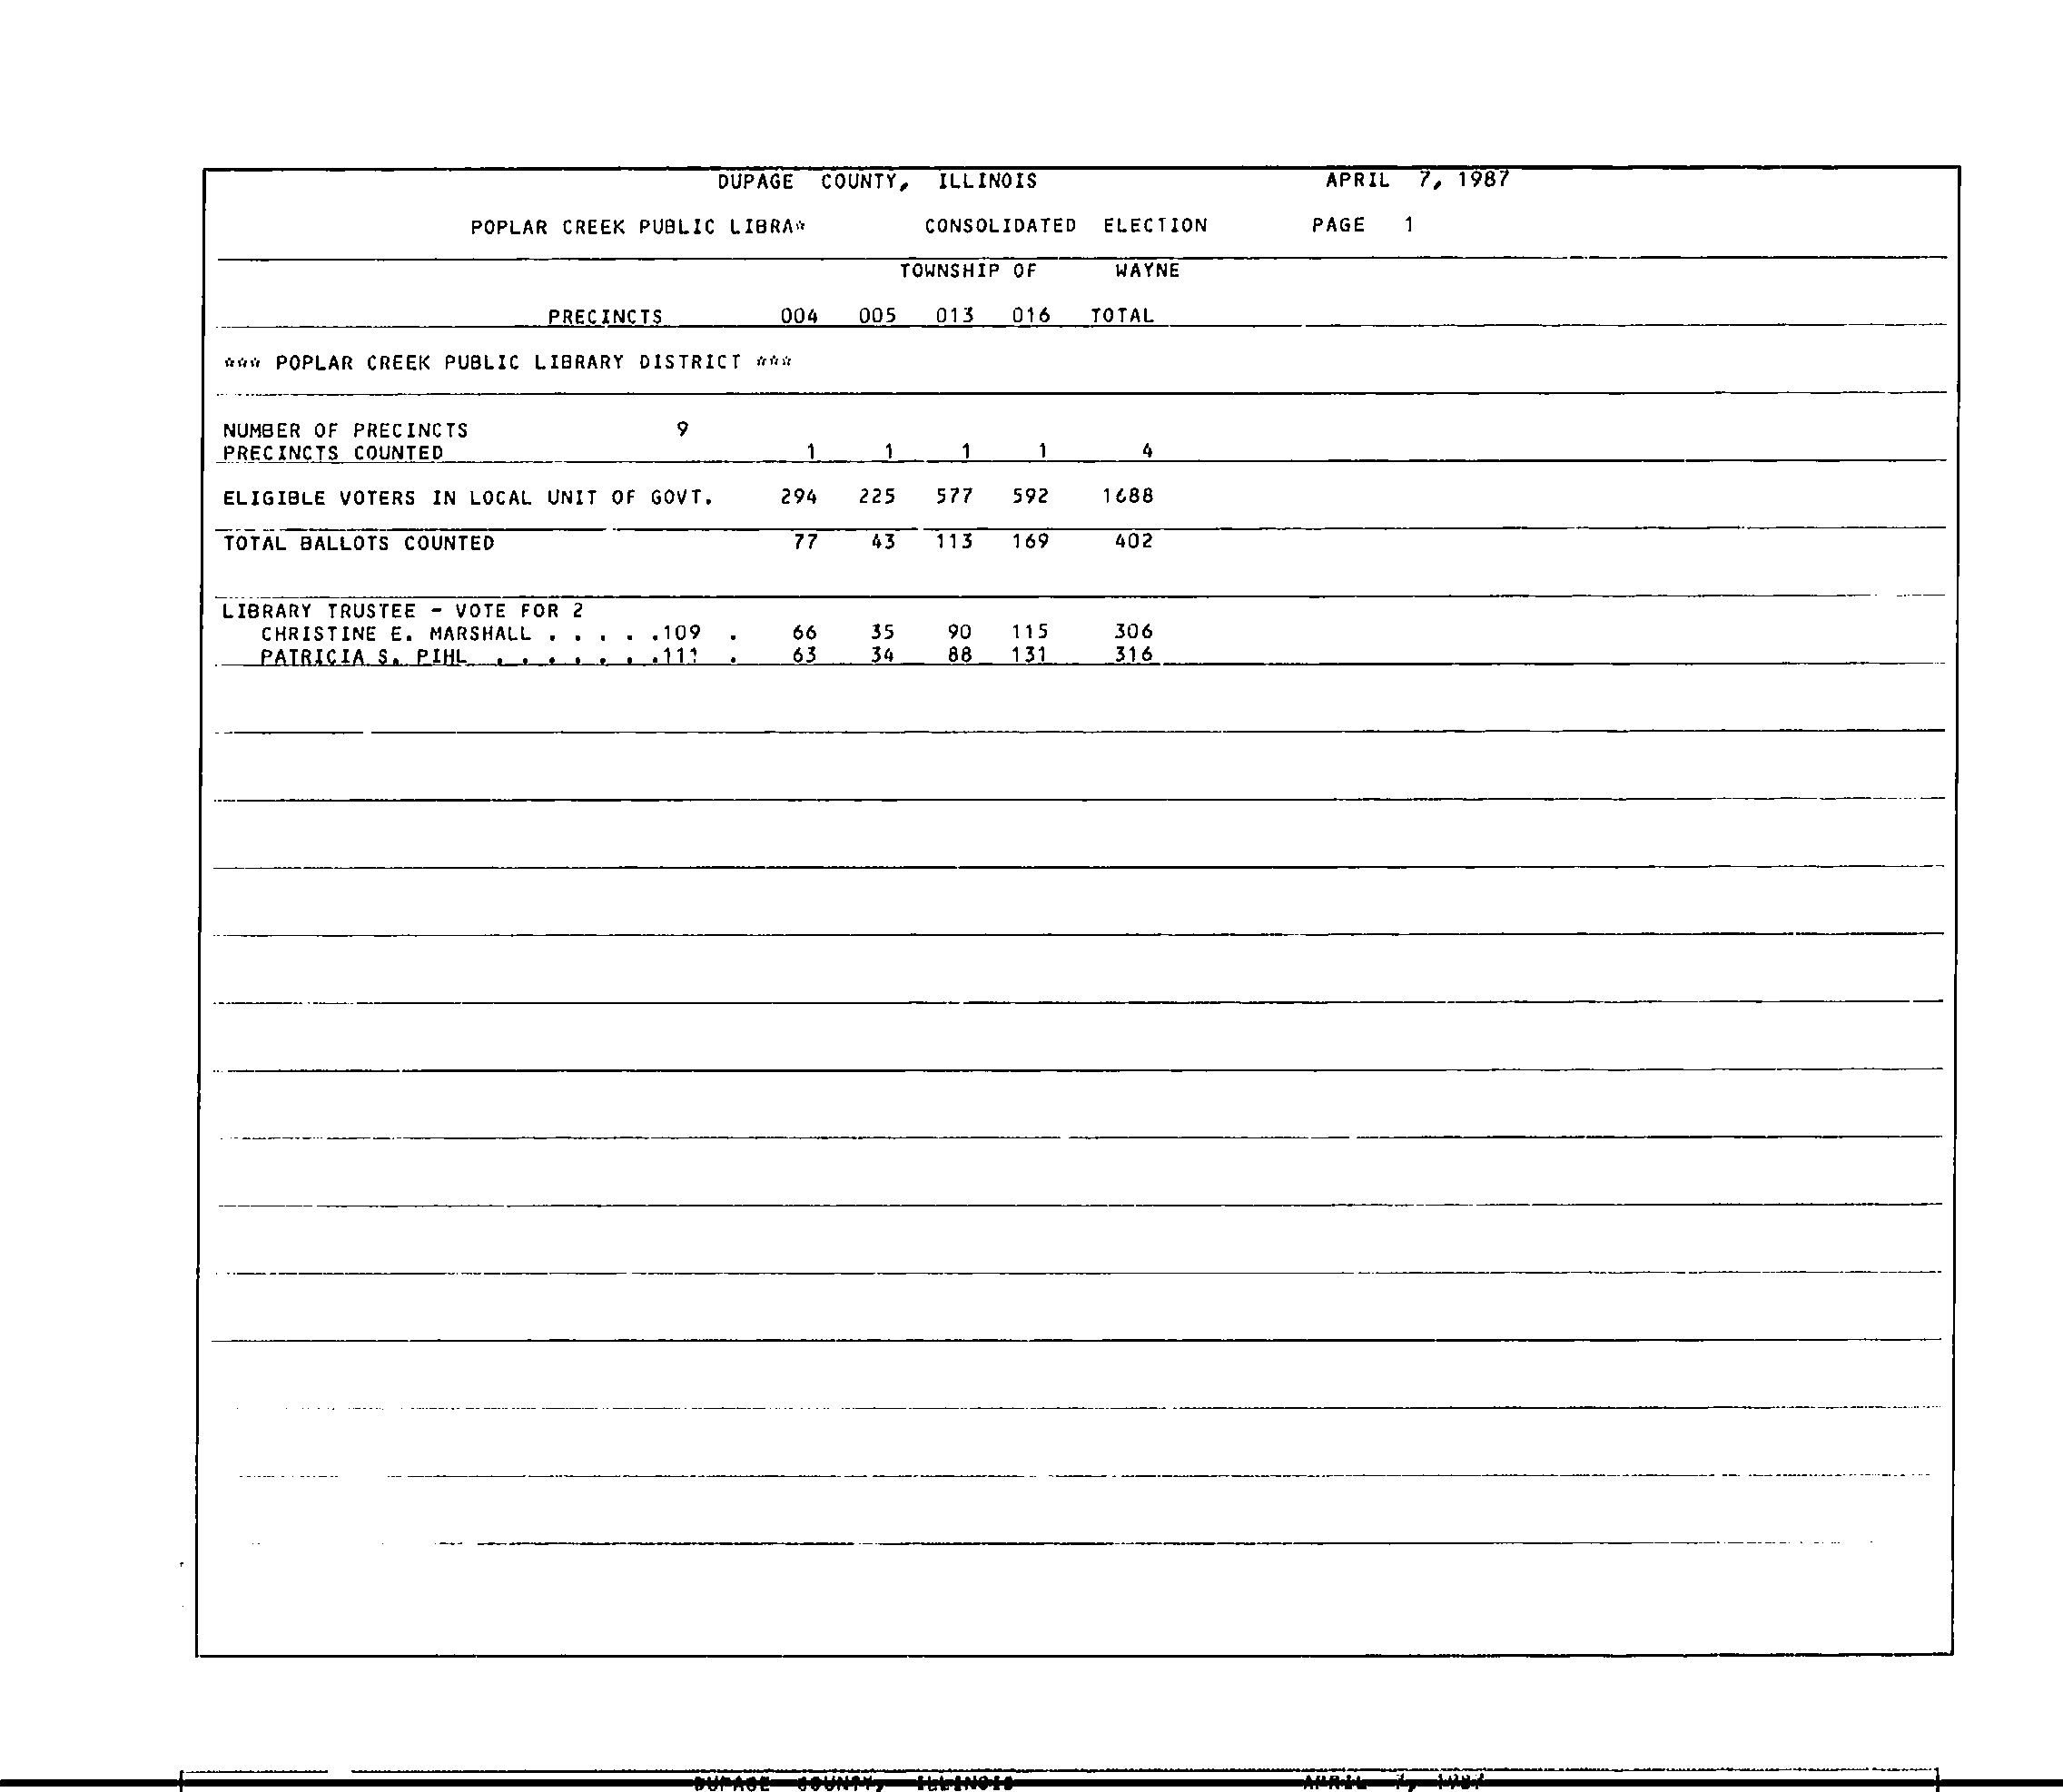 DUPAGE COUNTY, ILLINOIS APRIL 7, 1987
POPLAR CREEK PUBLIC LIBRA* CONSOLIDATED ELECTION PAGE 1
TOWNSHIP OF WAYNE
PRECINCTS 004 005 013 016 TOTAL
*** POPLAR CREEK PUBLIC LIBRARY DISTRICT ***
NUMBER OF PRECINCTS 9
PRECINCTS COUNTED 1 1 1 1 4
ELIGIBLE VOTERS IN LOCAL UNIT OF GOVT. 294 225 577 592 1688
TOTAL BALLOTS COUNTED 77 43 113 169 402
LIBRARY TRUSTEE - VOTE FOR 2
CHRISTINE E. MARSHALL . . . . .109 . 66 35 90 115 306
PATRICIA S. PIHL . . . . . . .111 . 63 34 88 131 316
DUPAGE COUNTY, ILLINOIS APRIL 7, 1987